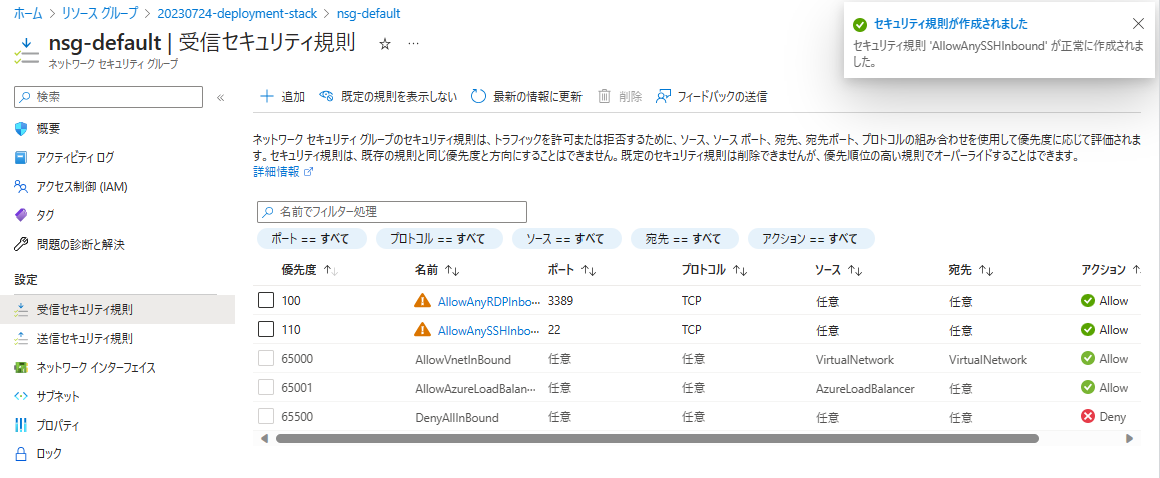 ホーム > リソース グループ > 20230724-deployment-stack > nsg-default
nsg-default | 受信セキュリティ規則
ネットワーク セキュリティ グループ
セキュリティ規則が作成されました
セキュリティ規則 'AllowAnySSHInbound' が正常に作成されま
した。
検索
追加 既定の規則を表示しない 最新の情報に更新 削除 フィードバックの送信
概要
アクティビティ ログ
アクセス制御 (IAM)
タグ
問題の診断と解決
設定
受信セキュリティ規則
送信セキュリティ規則
ネットワーク インターフェイス
サブネット
プロパティ
ロック
ネットワーク セキュリティ グループのセキュリティ規則は、トラフィックを許可または拒否するために、ソース、ソース ポート、宛先、宛先ポート、プロトコルの組み合わせを使用して優先度に応じて評価されま
す。セキュリティ規則は、既存の規則と同じ優先度と方向にすることはできません。既定のセキュリティ規則は削除できませんが、優先順位の高い規則でオーバーライドすることはできます。
詳細情報
名前でフィルター処理
ポート == すべて プロトコル == すべて ソース == すべて 宛先 == すべて アクション == すべて
優先度 ↑↓ 名前 ↑↓ ポート ↑↓ プロトコル ↑↓ ソース ↑↓ 宛先 ↑↓ アクション ↑
100 AllowAnyRDPInbo… 3389 TCP 任意 任意 Allow
110 AllowAnySSHInbo… 22 TCP 任意 任意 Allow
65000 AllowVnetInBound 任意 任意 VirtualNetwork VirtualNetwork Allow
65001 AllowAzureLoadBalan… 任意 任意 AzureLoadBalancer 任意 Allow
65500 DenyAllInBound 任意 任意 任意 任意 Deny